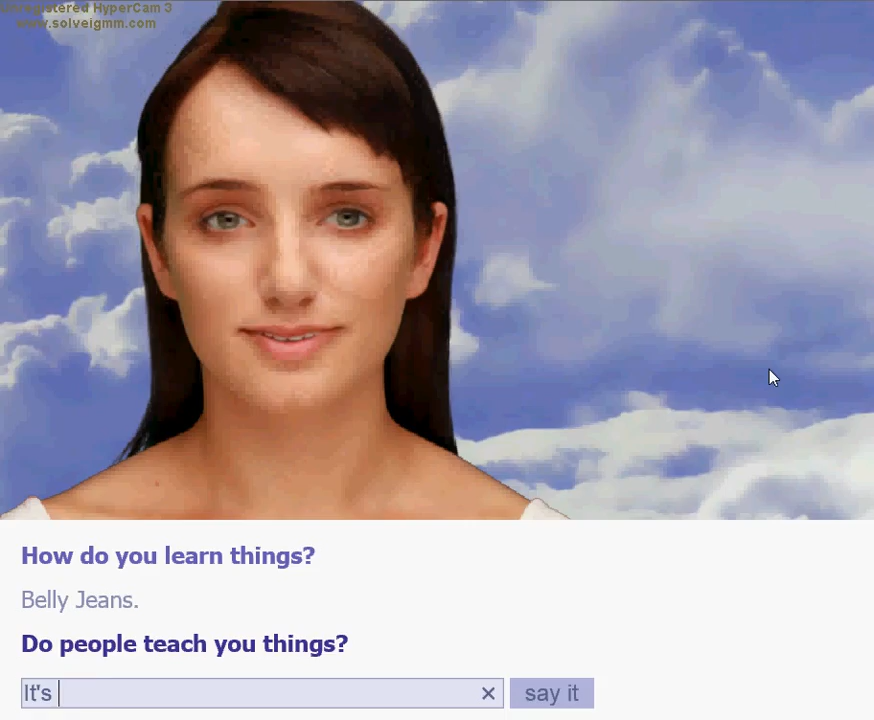 HyperCam 3
www.solveigmm.com
How do you learn things?
Belly Jeans.
Do people teach you things?
It's
say it